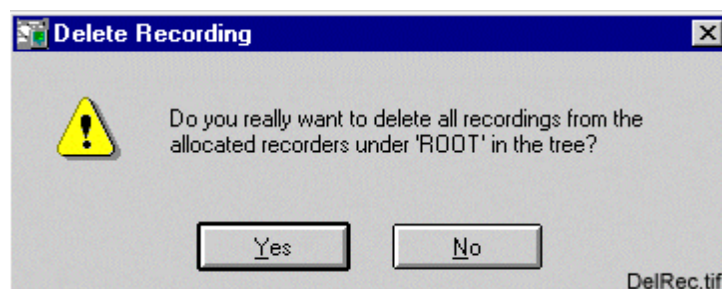 Delete Recording
Do you really want to delete all recordings from the
allocated recorders under 'ROOT' in the tree?
Yes
No
DelRec.tif